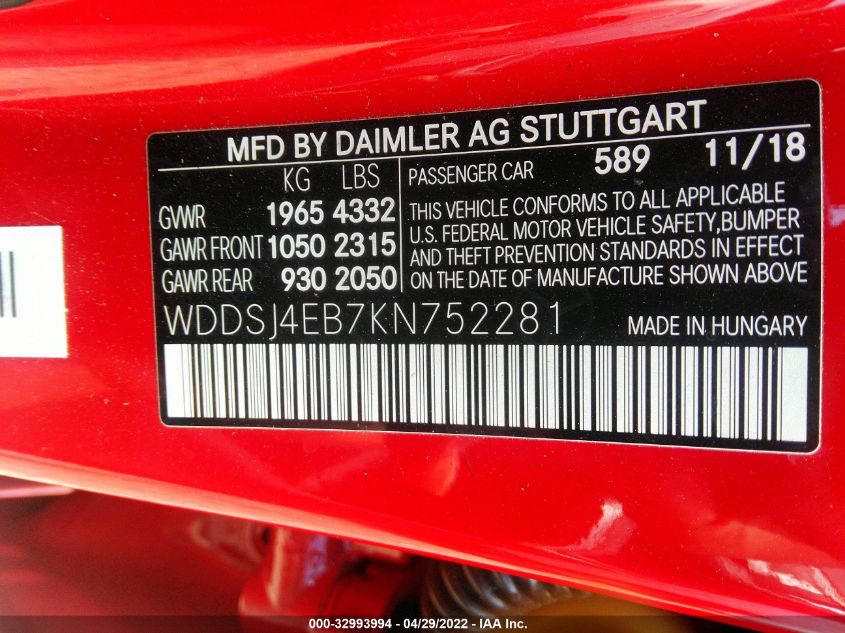 MFD BY DAIMLER AG STUTTGART
KG LBS
GVWR 1965 4332
GAWR FRONT 1050 2315
GAWR REAR 930 2050
PASSENGER CAR 589 11/18
THIS VEHICLE CONFORMS TO ALL APPLICABLE
U.S. FEDERAL MOTOR VEHICLE SAFETY,BUMPER
AND THEFT PREVENTION STANDARDS IN EFFECT
ON THE DATE OF MANUFACTURE SHOWN ABOVE
WDDSJ4EB7KN752281 MADE IN HUNGARY
000-32993994 - 04/29/2022 - IAA Inc.